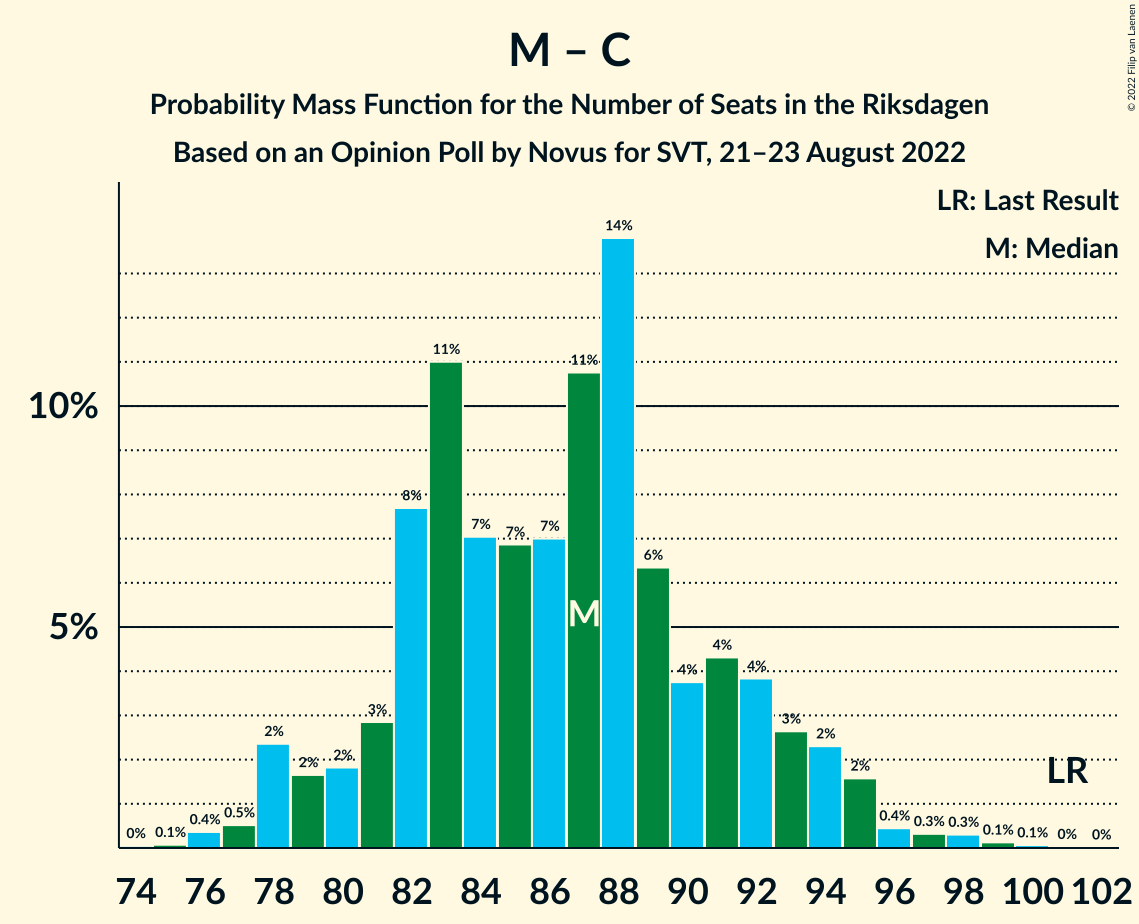 M – C
Probability Mass Function for the Number of Seats in the Riksdagen
Based on an Opinion Poll by Novus for SVT, 21–23 August 2022
© 2022 Filip van Laenen
LR: Last Result
M: Median
10%
5%
0% 0.1% 0.4% 0.5% 2% 2% 2% 3% 8% 11% 7% 7% 7% 11% 14% 6% 4% 4% 4% 3% 2% 2% 0.4% 0.3% 0.3% 0.1% 0.1% 0% 0%
M
LR
74 76 78 80 82 84 86 88 90 92 94 96 98 100 102